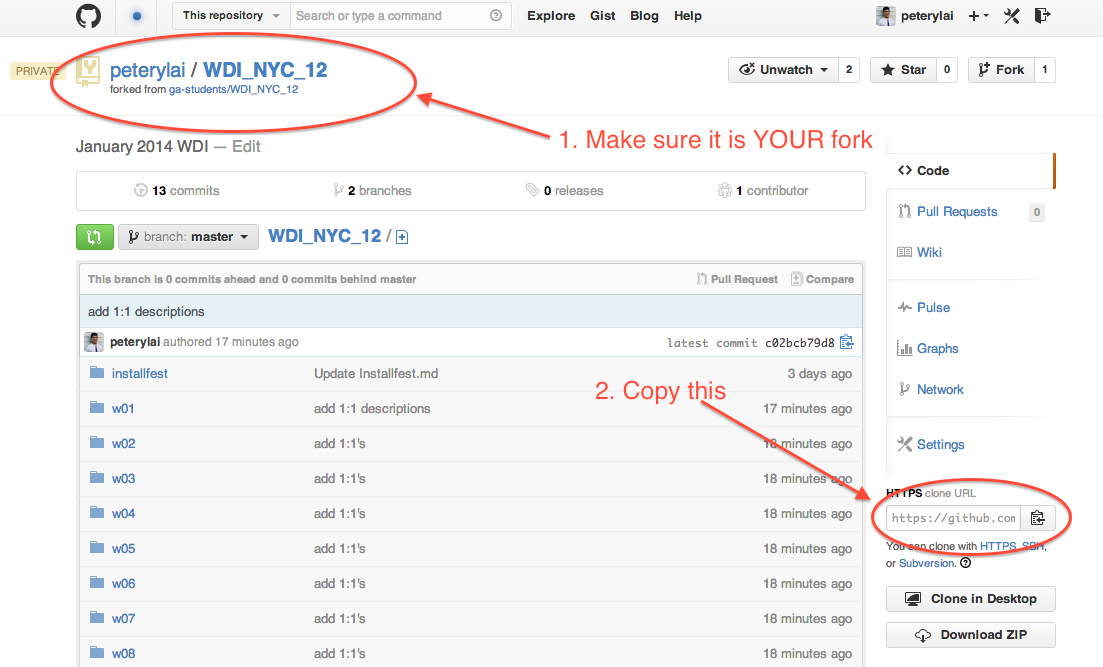 This repository Search or type a command Explore Gist Blog Help peterylai
PRIVATE peterylai / WDI_NYC_12 Unwatch 2 Star 0 Fork 1
forked from ga-students/WDI_NYC_12
1. Make sure it is YOUR fork
January 2014 WDI — Edit
13 commits 2 branches 0 releases 1 contributor
Code
Pull Requests 0
Wiki
Pulse
Graphs
Network
Settings
branch: master WDI_NYC_12 /
This branch is 0 commits ahead and 0 commits behind master Pull Request Compare
add 1:1 descriptions
peterylai authored 17 minutes ago latest commit c02bcb79d8
installfest Update Installfest.md 3 days ago
2. Copy this
w01 add 1:1 descriptions 17 minutes ago
w02 add 1:1's 18 minutes ago
w03 add 1:1's 18 minutes ago
w04 add 1:1's 18 minutes ago
w05 add 1:1's 18 minutes ago
w06 add 1:1's 18 minutes ago
w07 add 1:1's 18 minutes ago
w08 add 1:1's 18 minutes ago
HTTPS clone URL
https://github.com
You can clone with HTTPS, SSH,
or Subversion.
Clone in Desktop
Download ZIP